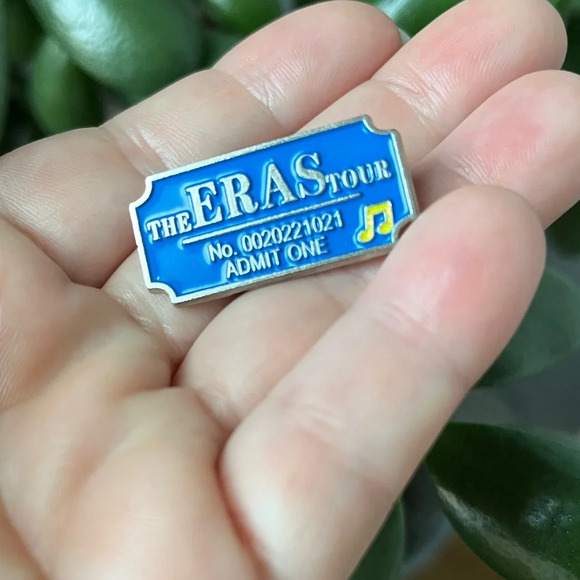 THE ERAS TOUR
No. 0020221021
ADMIT ONE